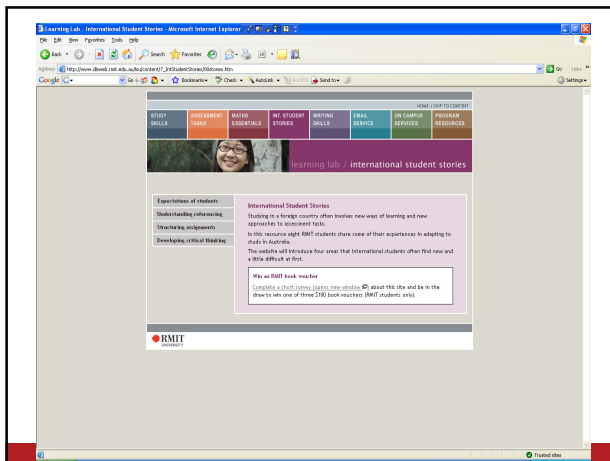 Learning Lab - International Student Stories - Microsoft Internet Explorer
File Edit View Favorites Tools Help
Back Search Favorites
Address http://www.dlsweb.rmit.edu.au/lsu/content/7_IntStudentStories/00stories.htm Go Links
Google G Go Bookmarks Check AutoLink AutoFill Send to Settings
HOME | SKIP TO CONTENT
STUDY SKILLS ASSESSMENT TASKS MATHS ESSENTIALS INT. STUDENT STORIES WRITING SKILLS EMAIL SERVICE ON CAMPUS SERVICES PROGRAM RESOURCES
learning lab / international student stories
Expectations of students
Understanding referencing
Structuring assignments
Developing critical thinking
International Student Stories
Studying in a foreign country often involves new ways of learning and new
approaches to assessment tasks.
In this resource eight RMIT students share some of their experiences in adapting to
study in Australia.
The website will introduce four areas that international students often find new and
a little difficult at first.
Win an RMIT book voucher
Complete a short survey (opens new window) about this site and be in the
draw to win one of three $100 book vouchers (RMIT students only).
RMIT
UNIVERSITY
Trusted sites